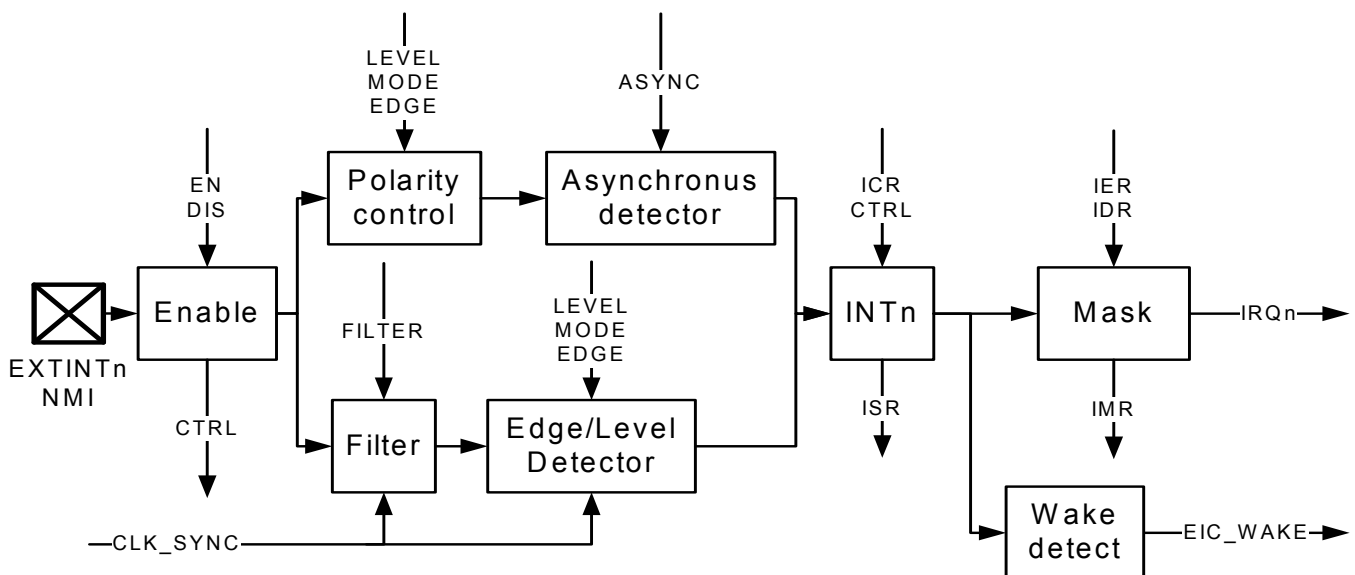 LEVEL
MODE
EDGE
ASYNC
EN
DIS
Polarity
control
Asynchronus
detector
ICR
CTRL
IER
IDR
EXTINTn
NMI
Enable
FILTER
LEVEL
MODE
EDGE
INTn
Mask
IRQn
CTRL
Filter
Edge/Level
Detector
ISR
IMR
CLK_SYNC
Wake
detect
EIC_WAKE